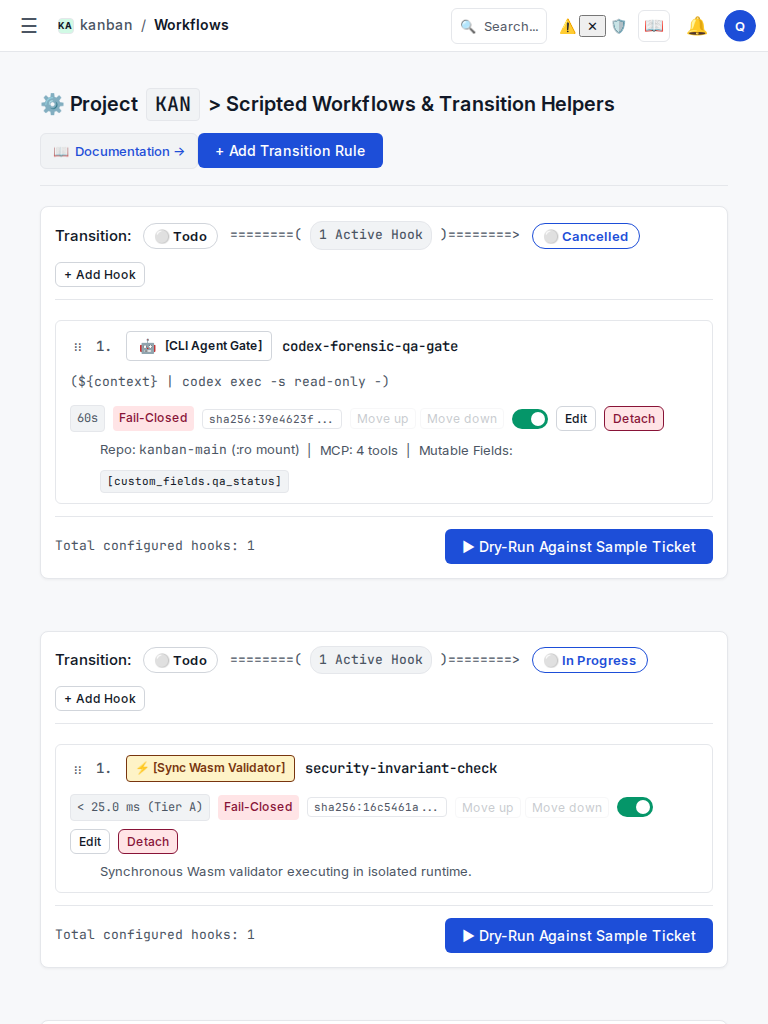 ☰ KA kanban / Workflows 🔍 Search... ⚠️ ✕ 🛡️ 📖 🔔 Q
⚙️ Project KAN > Scripted Workflows & Transition Helpers
📖 Documentation → + Add Transition Rule
Transition: ⚪ Todo ========( 1 Active Hook )========> ⚪ Cancelled
+ Add Hook
⠿ 1. 🤖 [CLI Agent Gate] codex-forensic-qa-gate
(${context} | codex exec -s read-only -)
60s Fail-Closed sha256:39e4623f... Move up Move down Edit Detach
Repo: kanban-main (:ro mount) | MCP: 4 tools | Mutable Fields:
[custom_fields.qa_status]
Total configured hooks: 1 ▶ Dry-Run Against Sample Ticket
Transition: ⚪ Todo ========( 1 Active Hook )========> ⚪ In Progress
+ Add Hook
⠿ 1. ⚡ [Sync Wasm Validator] security-invariant-check
< 25.0 ms (Tier A) Fail-Closed sha256:16c5461a... Move up Move down
Edit Detach
Synchronous Wasm validator executing in isolated runtime.
Total configured hooks: 1 ▶ Dry-Run Against Sample Ticket